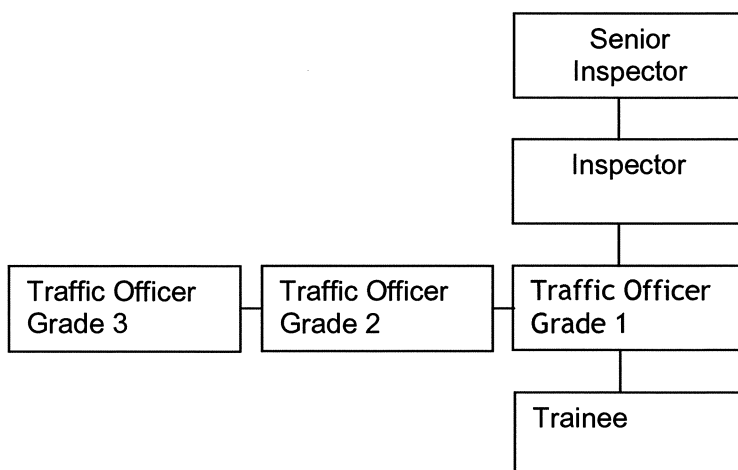 Senior
Inspector
Inspector
Traffic Officer
Grade 3
Traffic Officer
Grade 2
Traffic Officer
Grade 1
Trainee